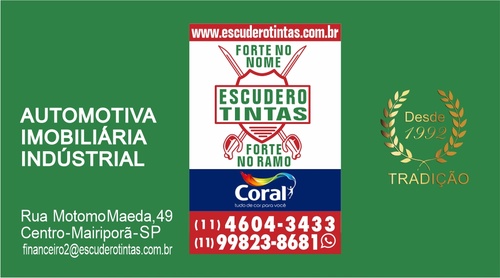 www.escuderotintas.com.br
FORTE NO
NOME
ESCUDERO
TINTAS
FORTE
NO RAMO
Coral
tudo de cor para você
(11) 4604-3433
(11) 99823-8681
AUTOMOTIVA
IMOBILIÁRIA
INDÚSTRIAL
Rua MotomoMaeda,49
Centro-Mairiporã-SP
financeiro2@escuderotintas.com.br
Desde
1992
TRADIÇÃO